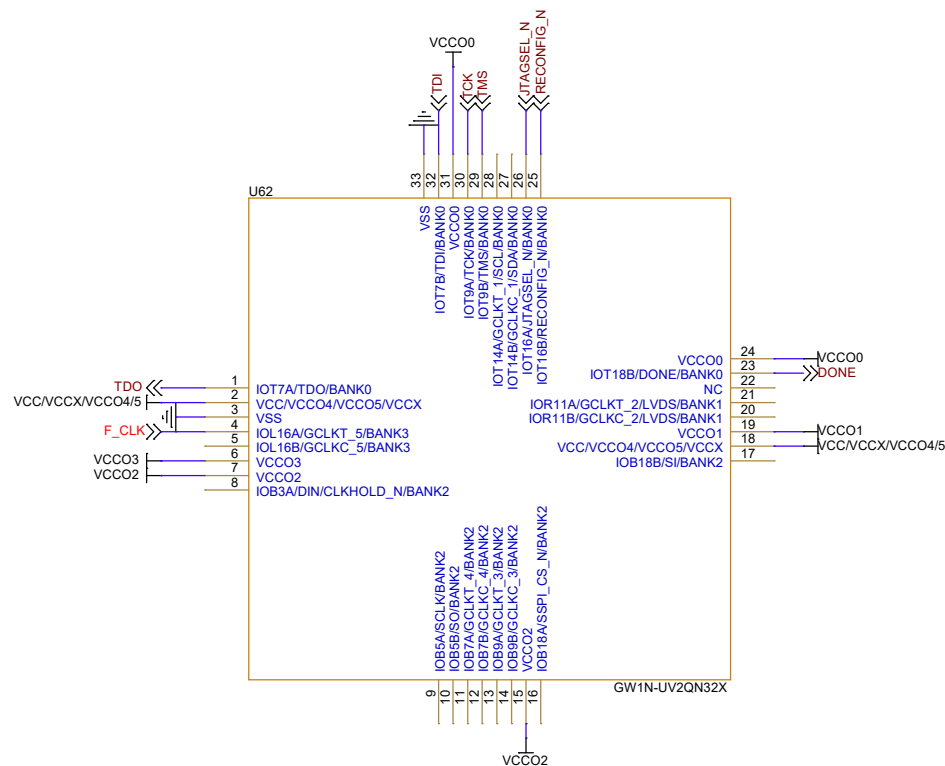 VCCO0
TDI
TCK
TMS
JTAGSEL_N
RECONFIG_N
33
32
31
30
29
28
27
26
25
U62
VSS
IOT7B/TDI/BANK0
VCCO0
IOT9A/TCK/BANK0
IOT9B/TMS/BANK0
IOT14A/GCLKT_1/SCL/BANK0
IOT14B/GCLKC_1/SDA/BANK0
IOT16A/JTAGSEL_N/BANK0
IOT16B/RECONFIG_N/BANK0
TDO 1 IOT7A/TDO/BANK0
VCC/VCCX/VCCO4/5 2 VCC/VCCO4/VCCO5/VCCX
3 VSS
F_CLK 4 IOL16A/GCLKT_5/BANK3
5 IOL16B/GCLKC_5/BANK3
VCCO3 6 VCCO3
VCCO2 7 VCCO2
8 IOB3A/DIN/CLKHOLD_N/BANK2
VCCO0 24 VCCO0
IOT18B/DONE/BANK0 23 DONE
NC 22
IOR11A/GCLKT_2/LVDS/BANK1 21
IOR11B/GCLKC_2/LVDS/BANK1 20
VCCO1 19 VCCO1
VCC/VCCO4/VCCO5/VCCX 18 VCC/VCCX/VCCO4/5
IOB18B/SI/BANK2 17
IOB5A/SCLK/BANK2
IOB5B/SO/BANK2
IOB7A/GCLKT_4/BANK2
IOB7B/GCLKC_4/BANK2
IOB9A/GCLKT_3/BANK2
IOB9B/GCLKC_3/BANK2
VCCO2
IOB18A/SSPI_CS_N/BANK2
GW1N-UV2QN32X
9
10
11
12
13
14
15
16
VCCO2